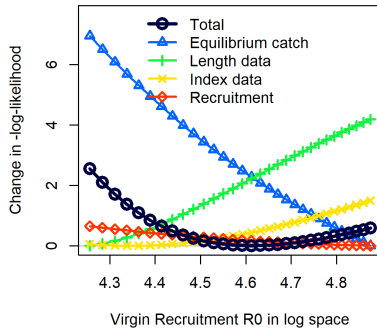 Total
Equilibrium catch
Length data
Index data
Recruitment
Change in -log-likelihood
6
4
2
0
4.3 4.4 4.5 4.6 4.7 4.8
Virgin Recruitment R0 in log space